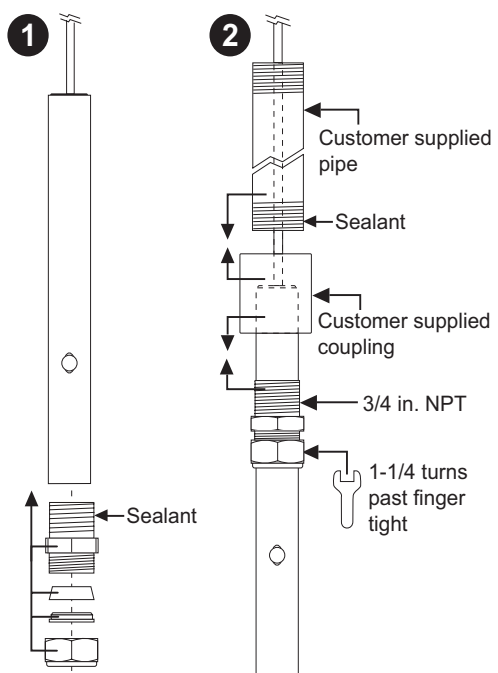 1
Sealant
2
Customer supplied
pipe
Sealant
Customer supplied
coupling
3/4 in. NPT
1-1/4 turns
past finger
tight